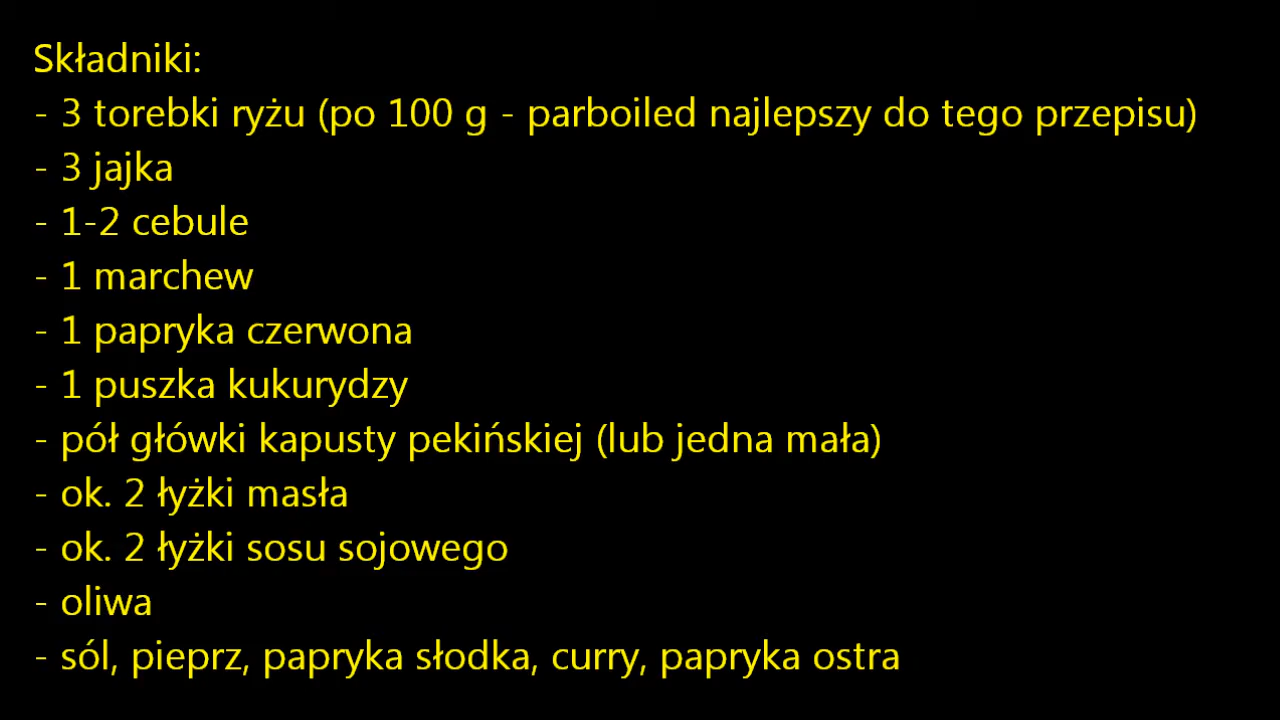 Składniki:
- 3 torebki ryżu (po 100 g - parboiled najlepszy do tego przepisu)
- 3 jajka
- 1-2 cebule
- 1 marchew
- 1 papryka czerwona
- 1 puszka kukurydzy
- pół główki kapusty pekińskiej (lub jedna mała)
- ok. 2 łyżki masła
- ok. 2 łyżki sosu sojowego
- oliwa
- sól, pieprz, papryka słodka, curry, papryka ostra